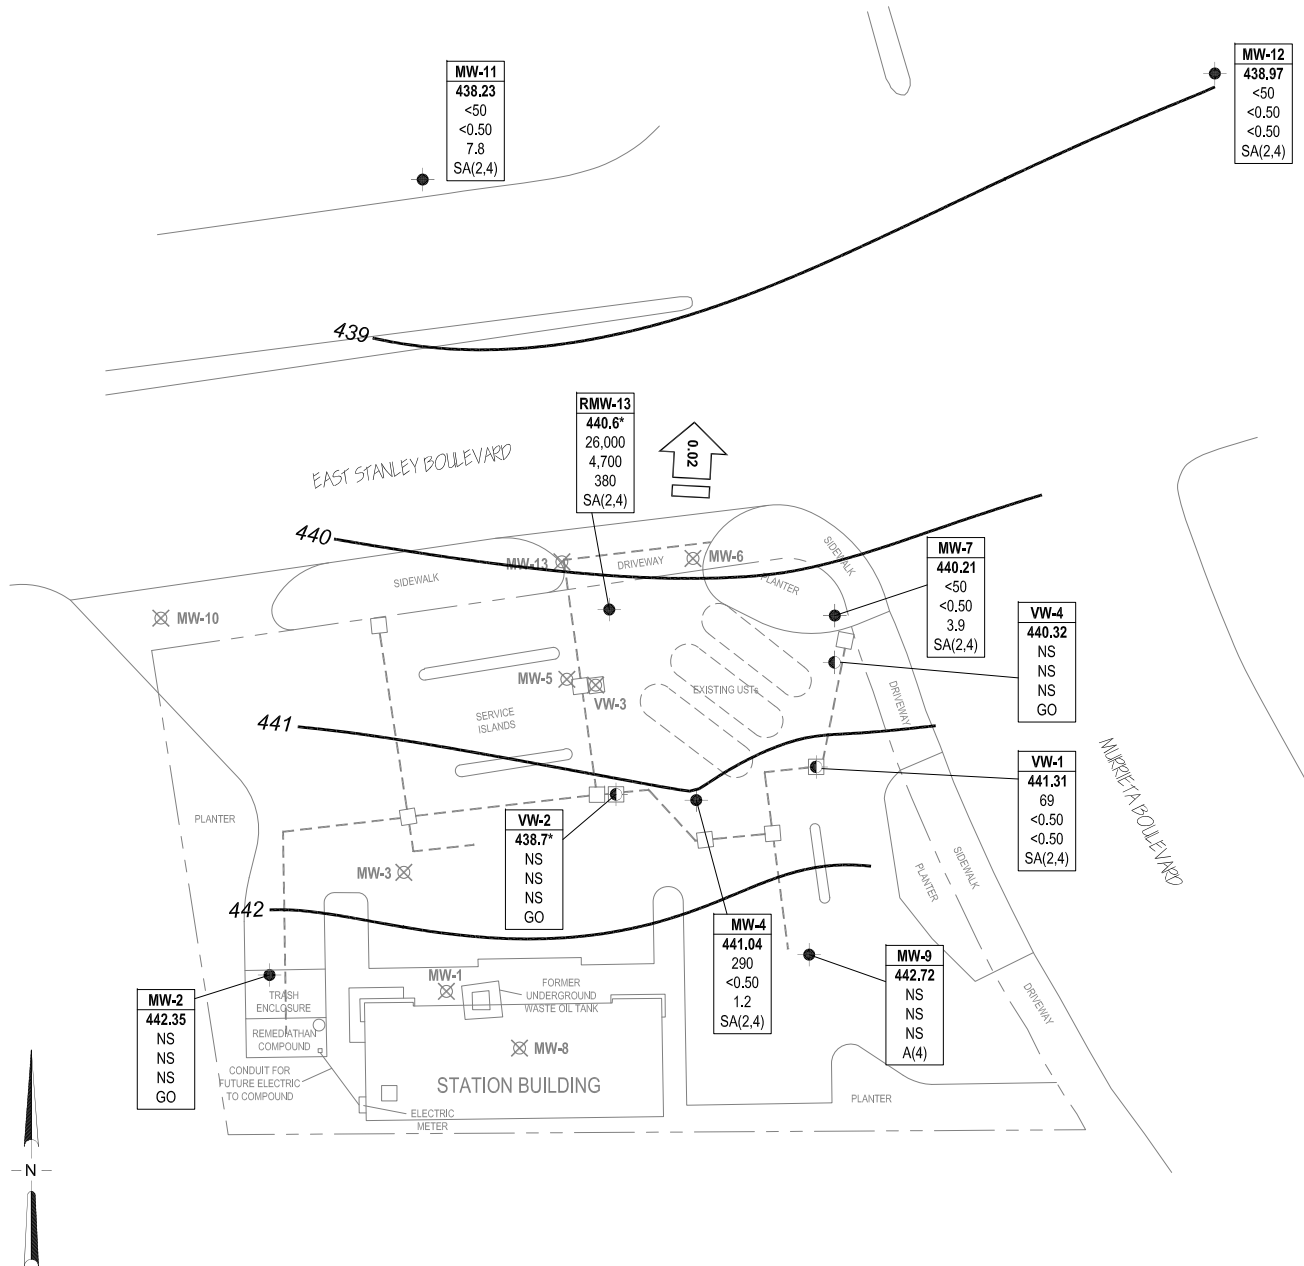 MW-11
438.23
<50
<0.50
7.8
SA(2,4)
MW-12
438.97
<50
<0.50
<0.50
SA(2,4)
439
RMW-13
440.6*
26,000
4,700
380
SA(2,4)
0.02
EAST STANLEY BOULEVARD
440
MW-13
DRIVEWAY
MW-6
SIDEWALK
SIDEWALK
PLANTER
MW-7
440.21
<50
<0.50
3.9
SA(2,4)
MW-10
VW-4
440.32
NS
NS
NS
GO
MW-5
VW-3
EXISTING USTs
DRIVEWAY
SERVICE
ISLANDS
441
MURRIETA BOULEVARD
VW-1
441.31
69
<0.50
<0.50
SA(2,4)
PLANTER
VW-2
438.7*
NS
NS
NS
GO
MW-3
SIDEWALK
PLANTER
442
MW-4
441.04
290
<0.50
1.2
SA(2,4)
MW-9
442.72
NS
NS
NS
A(4)
MW-2
442.35
NS
NS
NS
GO
TRASH
ENCLOSURE
REMEDIATHAN
COMPOUND
MW-1
FORMER
UNDERGROUND
WASTE OIL TANK
DRIVEWAY
MW-8
CONDUIT FOR
FUTURE ELECTRIC
TO COMPOUND
STATION BUILDING
ELECTRIC
METER
PLANTER
N